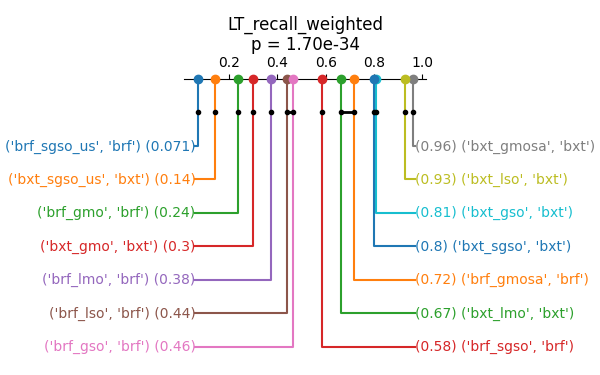 LT_recall_weighted
p = 1.70e-34
0.2 0.4 0.6 0.8 1.0
('brf_sgso_us', 'brf') (0.071)
('bxt_sgso_us', 'bxt') (0.14)
('brf_gmo', 'brf') (0.24)
('bxt_gmo', 'bxt') (0.3)
('brf_lmo', 'brf') (0.38)
('brf_lso', 'brf') (0.44)
('brf_gso', 'brf') (0.46)
(0.96) ('bxt_gmosa', 'bxt')
(0.93) ('bxt_lso', 'bxt')
(0.81) ('bxt_gso', 'bxt')
(0.8) ('bxt_sgso', 'bxt')
(0.72) ('brf_gmosa', 'brf')
(0.67) ('bxt_lmo', 'bxt')
(0.58) ('brf_sgso', 'brf')